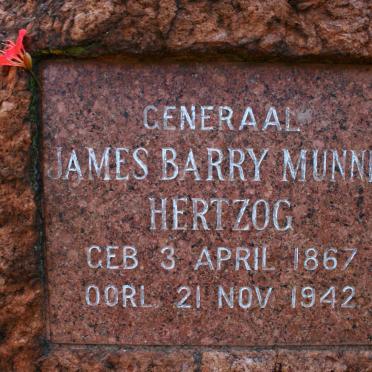 GENERAAL
JAMES BARRY MUNNI
HERTZOG
GEB. 3 APRIL 1867
OORL. 21 NOV. 1942